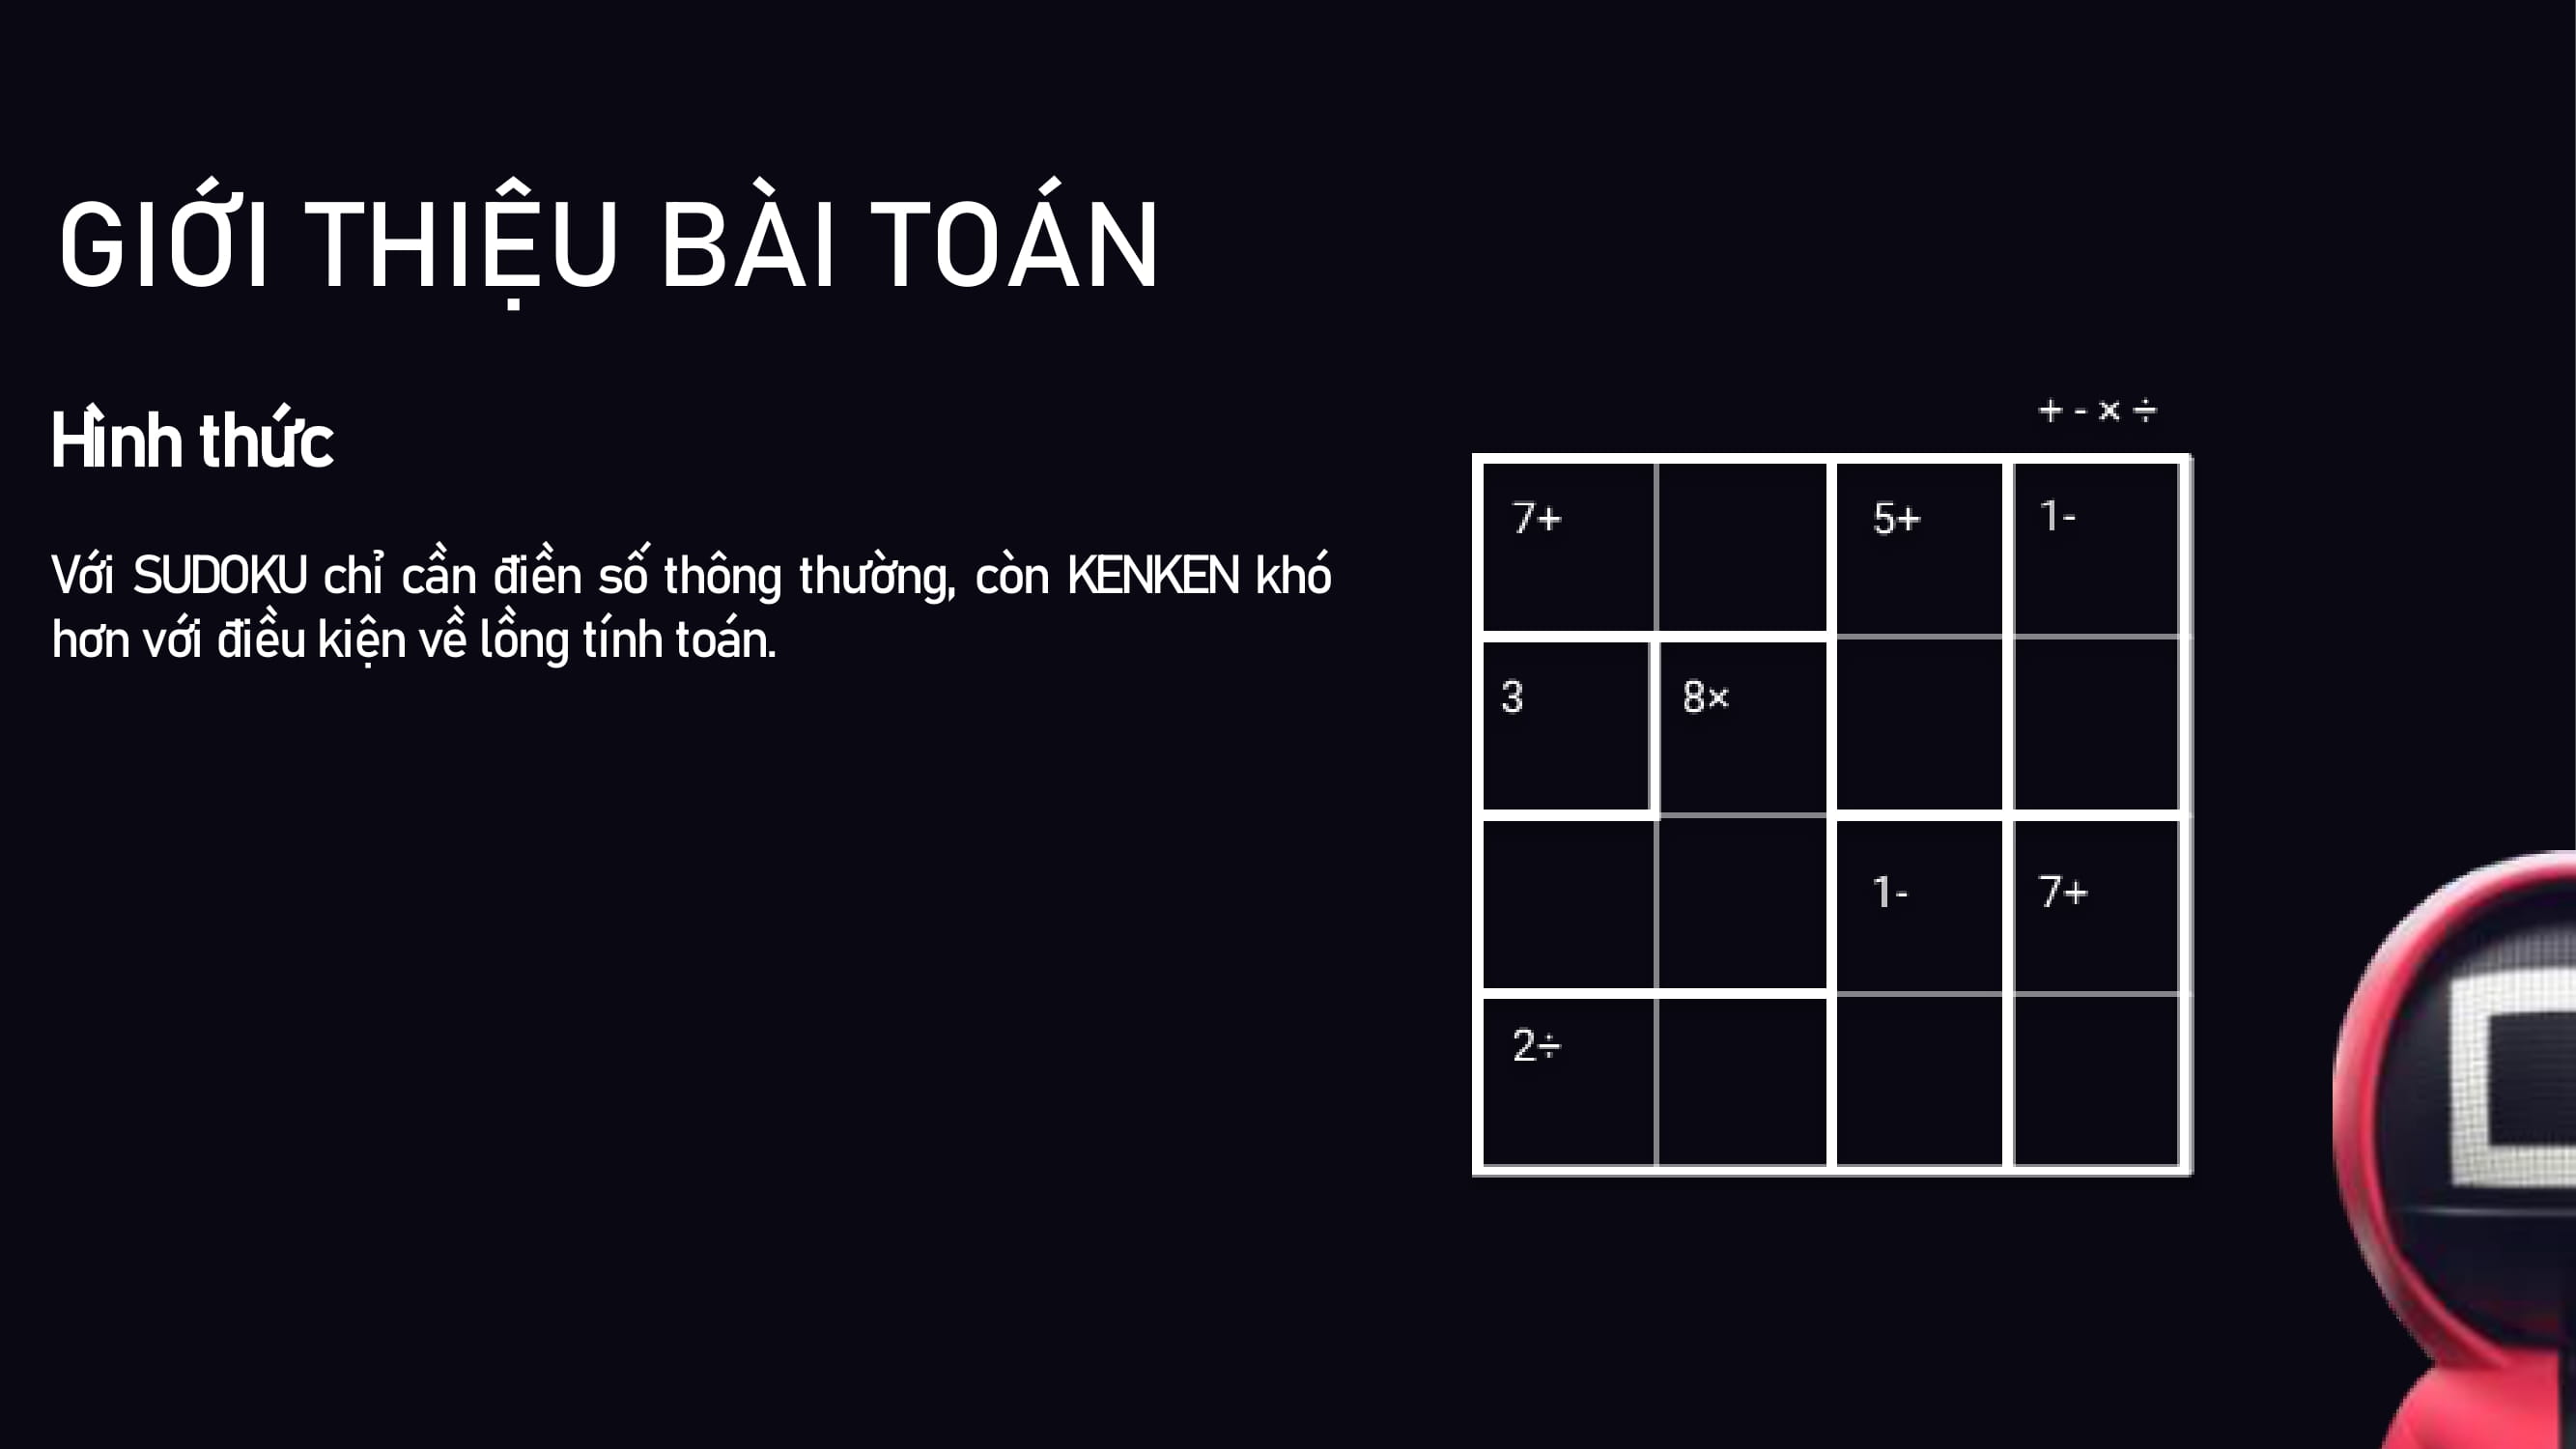 GIỚI THIỆU BÀI TOÁN
Hình thức
Với SUDOKU chỉ cần điền số thông thường, còn KENKEN khó
hơn với điều kiện về lồng tính toán.
+ - × ÷
7+ 5+ 1-
3 8×
1- 7+
2÷